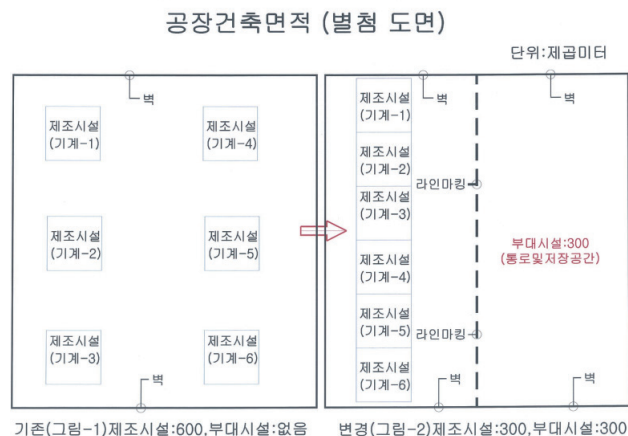 공장건축면적 (별첨 도면)
단위:제곱미터
벽
제조시설
(기계-1)
제조시설
(기계-4)
제조시설
(기계-2)
제조시설
(기계-5)
제조시설
(기계-3)
제조시설
(기계-6)
벽
기존(그림-1)제조시설:600,부대시설:없음
벽
벽
제조시설
(기계-1)
제조시설
(기계-2)
라인마킹
제조시설
(기계-3)
부대시설:300
(통로및저장공간)
제조시설
(기계-4)
제조시설
(기계-5)
라인마킹
제조시설
(기계-6)
벽
벽
변경(그림-2)제조시설:300,부대시설:300